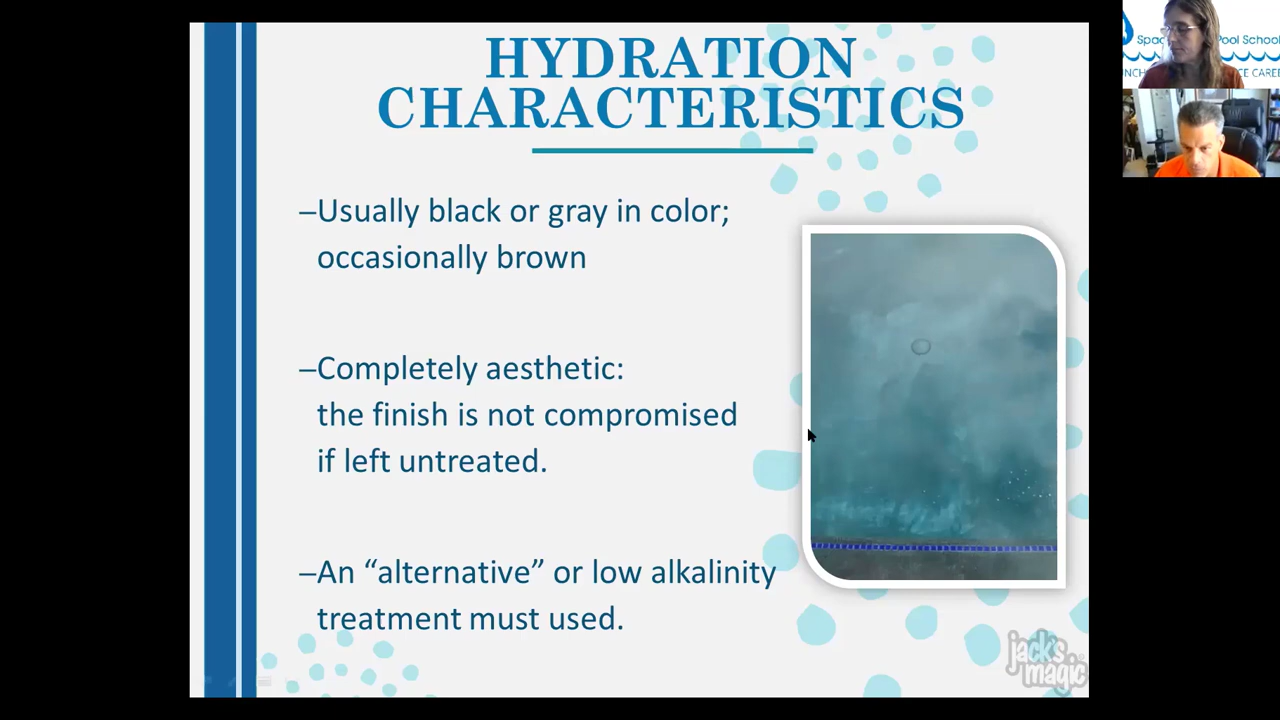 HYDRATION
CHARACTERISTICS
–Usually black or gray in color;
occasionally brown
–Completely aesthetic:
the finish is not compromised
if left untreated.
–An “alternative” or low alkalinity
treatment must used.
jack's
magic
Pool School